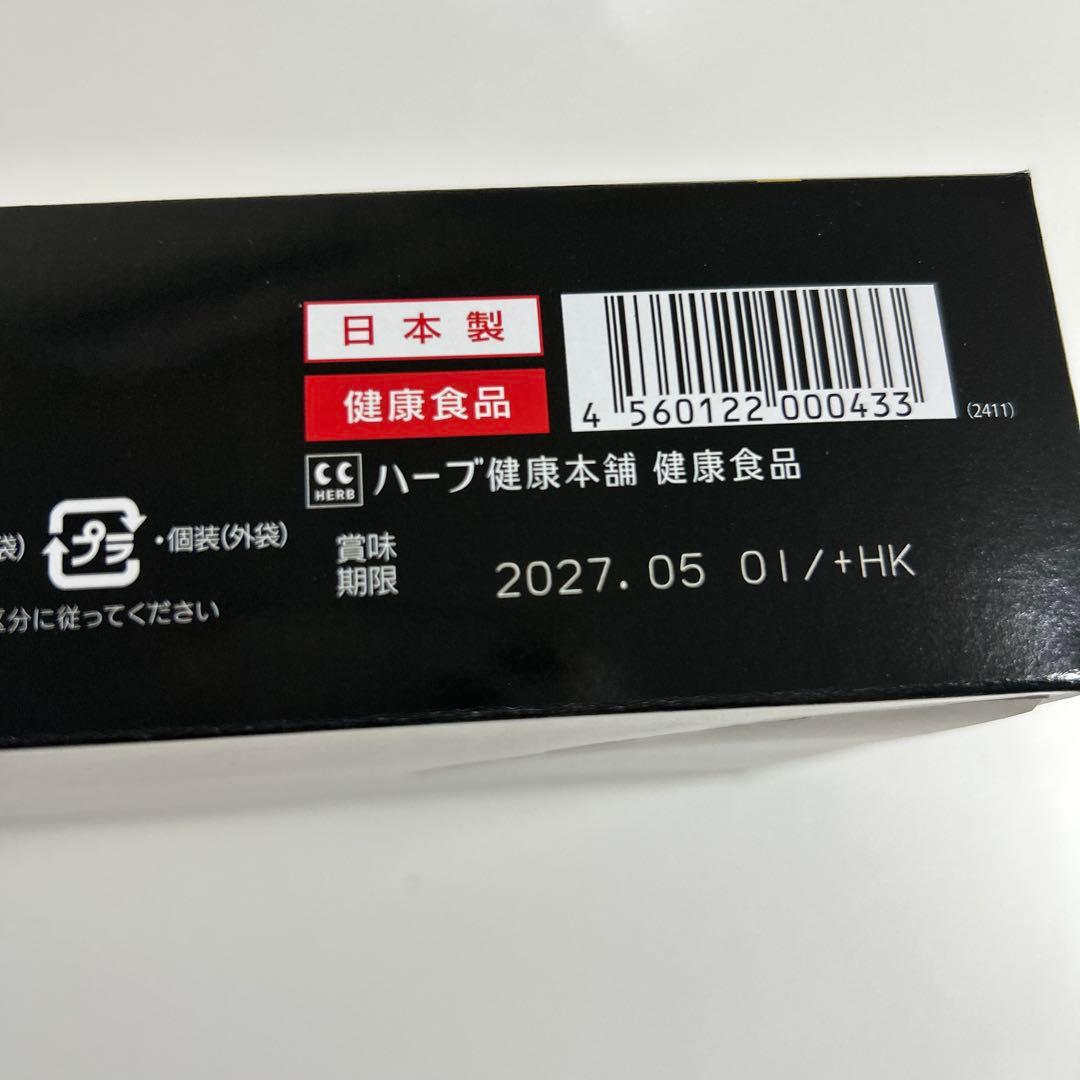 日本製
健康食品
4 560122 000433
(2411)
CC
HERB
ハーブ健康本舗 健康食品
袋)
プラ
・個装(外袋)
区分に従ってください
賞味
期限
2027. 05 01/+HK